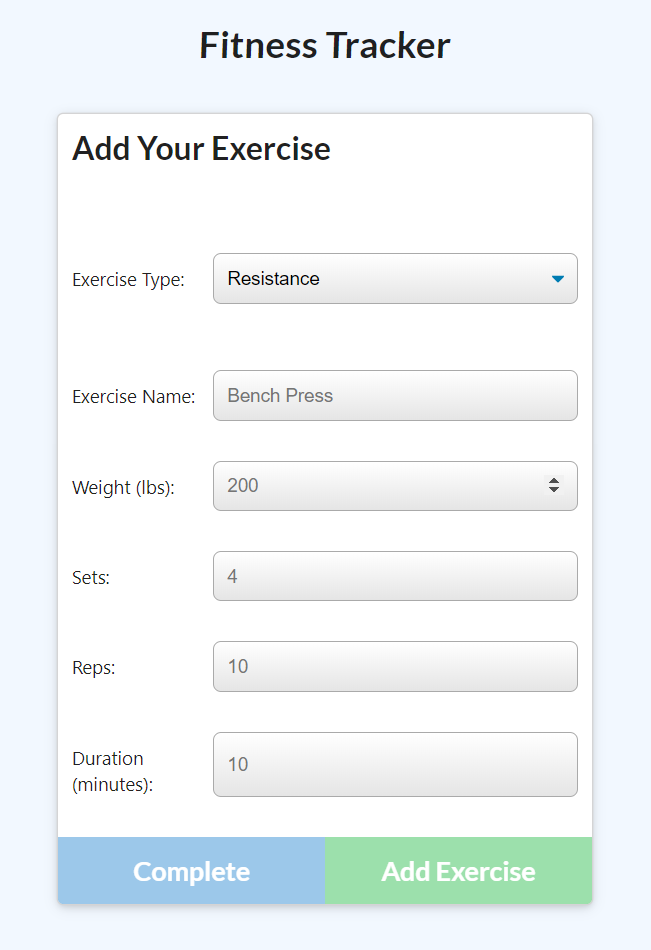 Fitness Tracker
Add Your Exercise
Exercise Type: Resistance
Exercise Name: Bench Press
Weight (lbs): 200
Sets: 4
Reps: 10
Duration
(minutes): 10
Complete Add Exercise